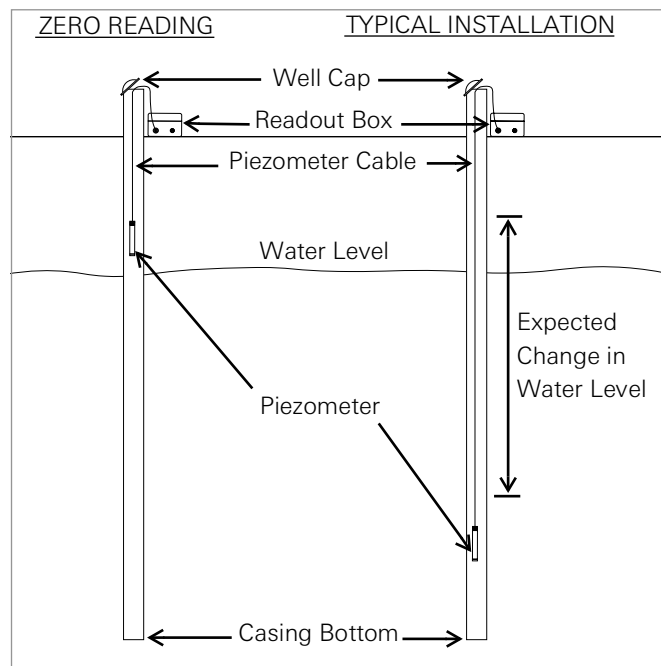 ZERO READING
TYPICAL INSTALLATION
Well Cap
Readout Box
Piezometer Cable
Water Level
Expected
Change in
Water Level
Piezometer
Casing Bottom